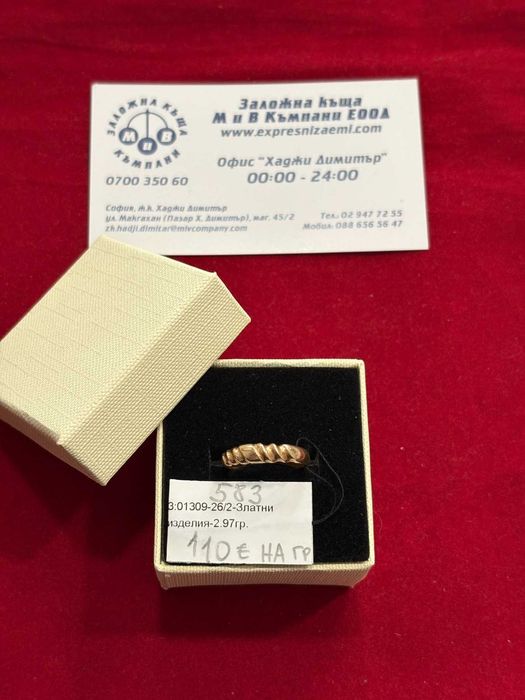 ЗАЛОЖНА КЪЩА
М и В
КЪМПАНИ
0700 350 60
Заложна къща
М и В Къмпани ЕООД
www.expresnizaemi.com
Офис "Хаджи Димитър"
00:00 - 24:00
София, ж.к. Хаджи Димитър
ул. Макгахан (Пазар Х. Димитър), маг. 45/2
zh.hadji.dimitar@mivcompany.com
Тел.: 02 947 72 55
Мобил: 088 656 56 47
583
3:01309-26/2-Златни
изделия-2.97гр.
110 € НА ГР